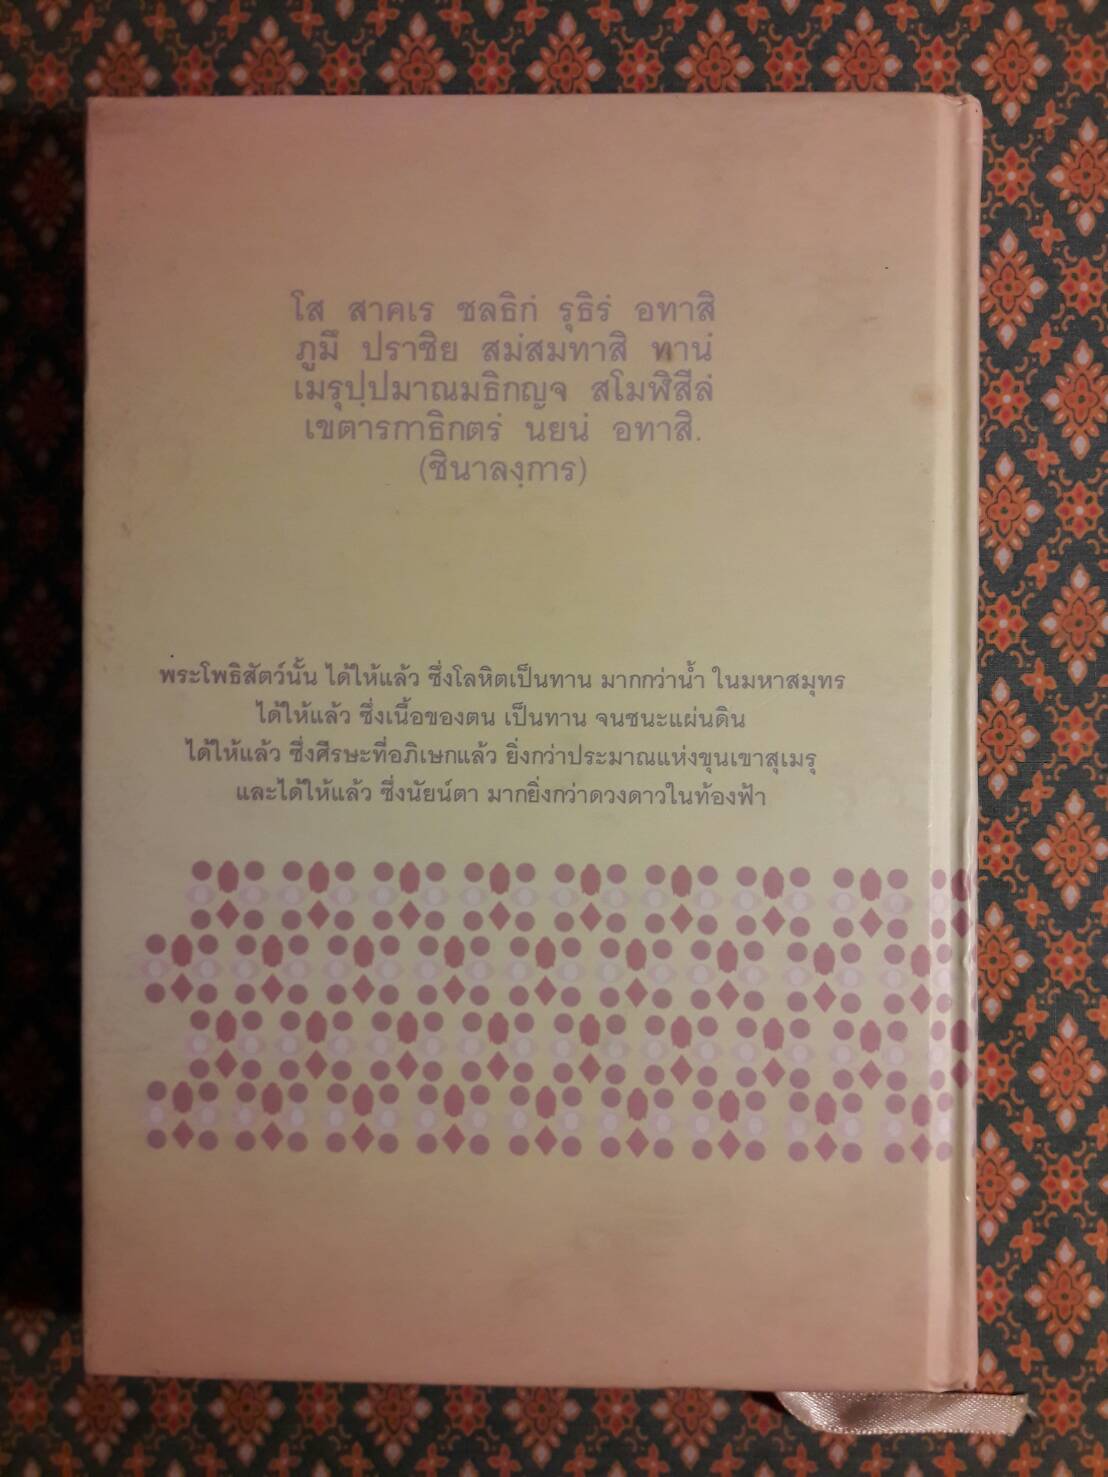 โส สาคเร ชลธิกํ รุธิรํ อทาสิ
ภูมึ ปราชิย สมํสมทาสิ ทานํ
เมรุปฺปมาณมธิกญจ สโมฬิสีลํ
เขตารกาธิกตรํ นยนํ อทาสิ.
(ชินาลงฺการ)
พระโพธิสัตว์นั้น ได้ให้แล้ว ซึ่งโลหิตเป็นทาน มากกว่าน้ำ ในมหาสมุทร
ได้ให้แล้ว ซึ่งเนื้อของตน เป็นทาน จนชนะแผ่นดิน
ได้ให้แล้ว ซึ่งศีรษะที่อภิเษกแล้ว ยิ่งกว่าประมาณแห่งขุนเขาสุเมรุ
และได้ให้แล้ว ซึ่งนัยน์ตา มากยิ่งกว่าดวงดาวในท้องฟ้า